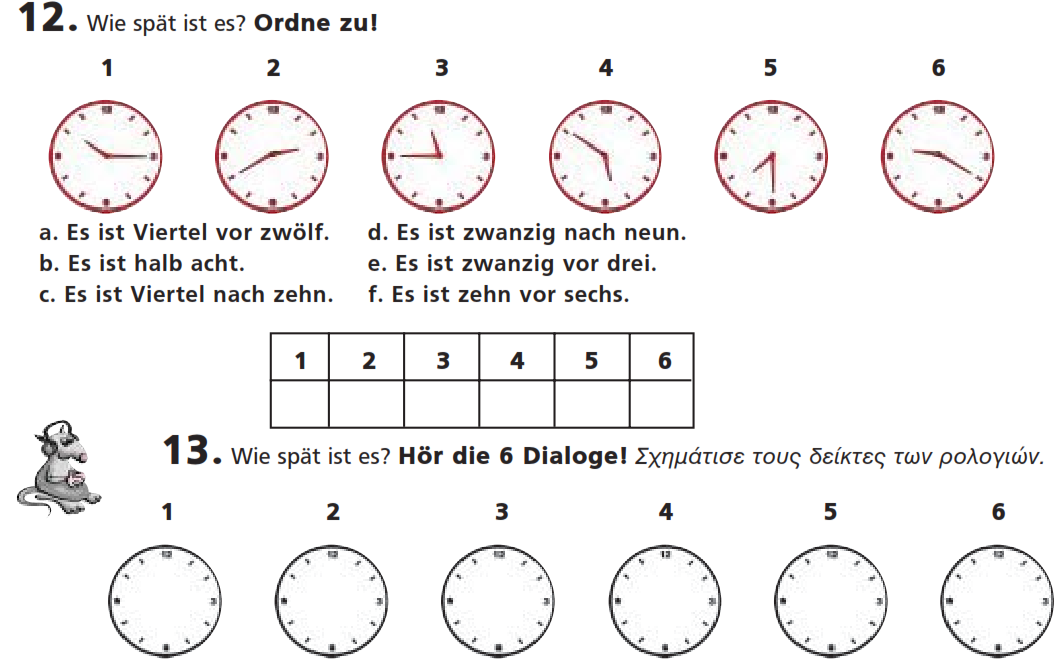 12. Wie spät ist es? Ordne zu!
1 2 3 4 5 6
a. Es ist Viertel vor zwölf.
b. Es ist halb acht.
c. Es ist Viertel nach zehn.
d. Es ist zwanzig nach neun.
e. Es ist zwanzig vor drei.
f. Es ist zehn vor sechs.
1 2 3 4 5 6
13. Wie spät ist es? Hör die 6 Dialoge! Σχημάτισε τους δείκτες των ρολογιών.
1 2 3 4 5 6
12